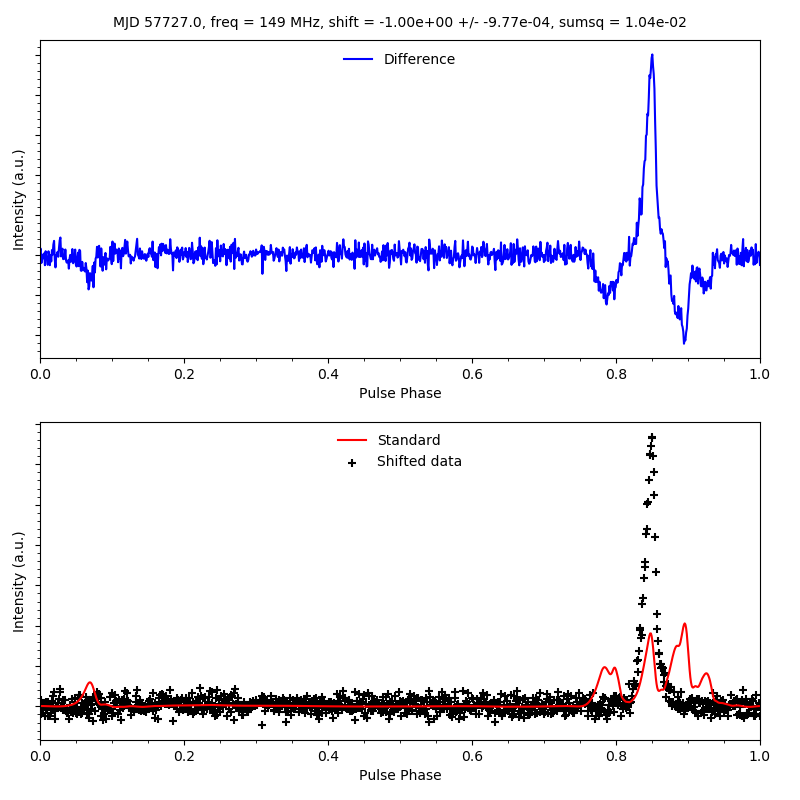 MJD 57727.0, freq = 149 MHz, shift = -1.00e+00 +/- -9.77e-04, sumsq = 1.04e-02
Difference
Intensity (a.u.)
0.0 0.2 0.4 0.6 0.8 1.0
Pulse Phase
Standard
Shifted data
Intensity (a.u.)
0.0 0.2 0.4 0.6 0.8 1.0
Pulse Phase